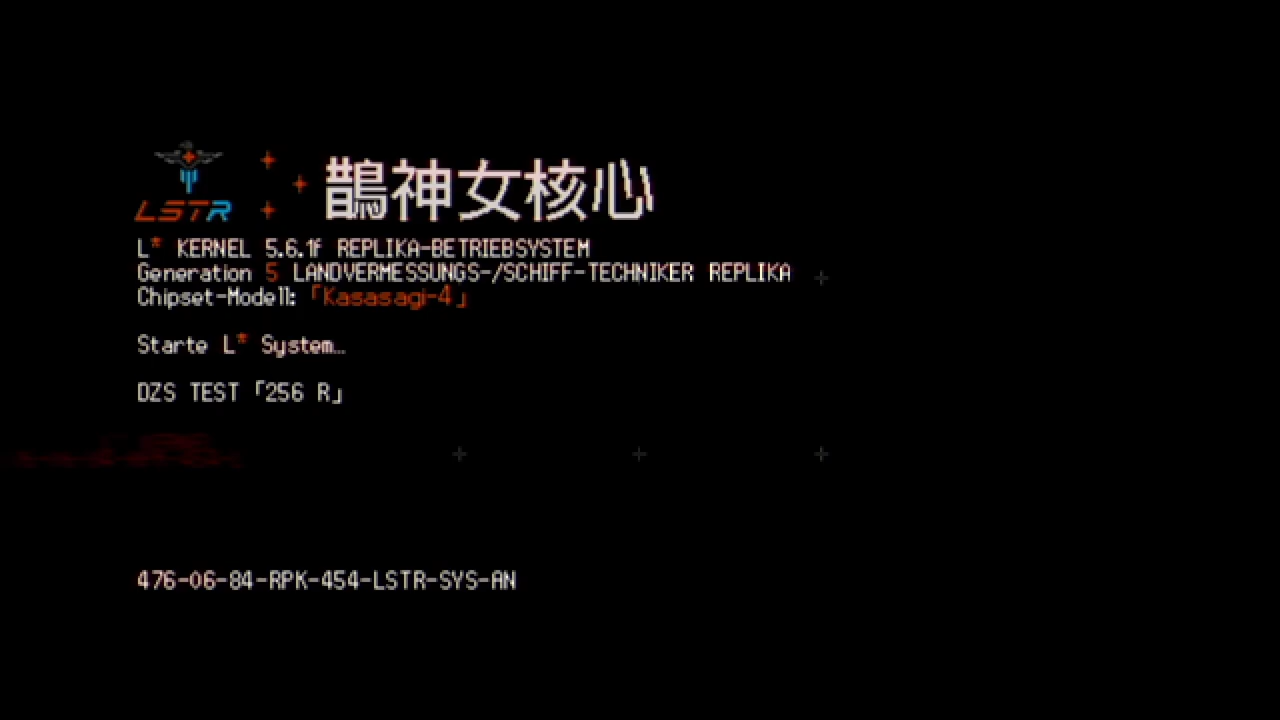 LSTR
鵲神女核心
L* KERNEL 5.6.1f REPLIKA-BETRIEBSYSTEM
Generation 5 LANDVERMESSUNGS-/SCHIFF-TECHNIKER REPLIKA
Chipset-Modell: 「Kasasagi-4」
Starte L* System…
DZS TEST「256 R」
476-06-84-RPK-454-LSTR-SYS-AN